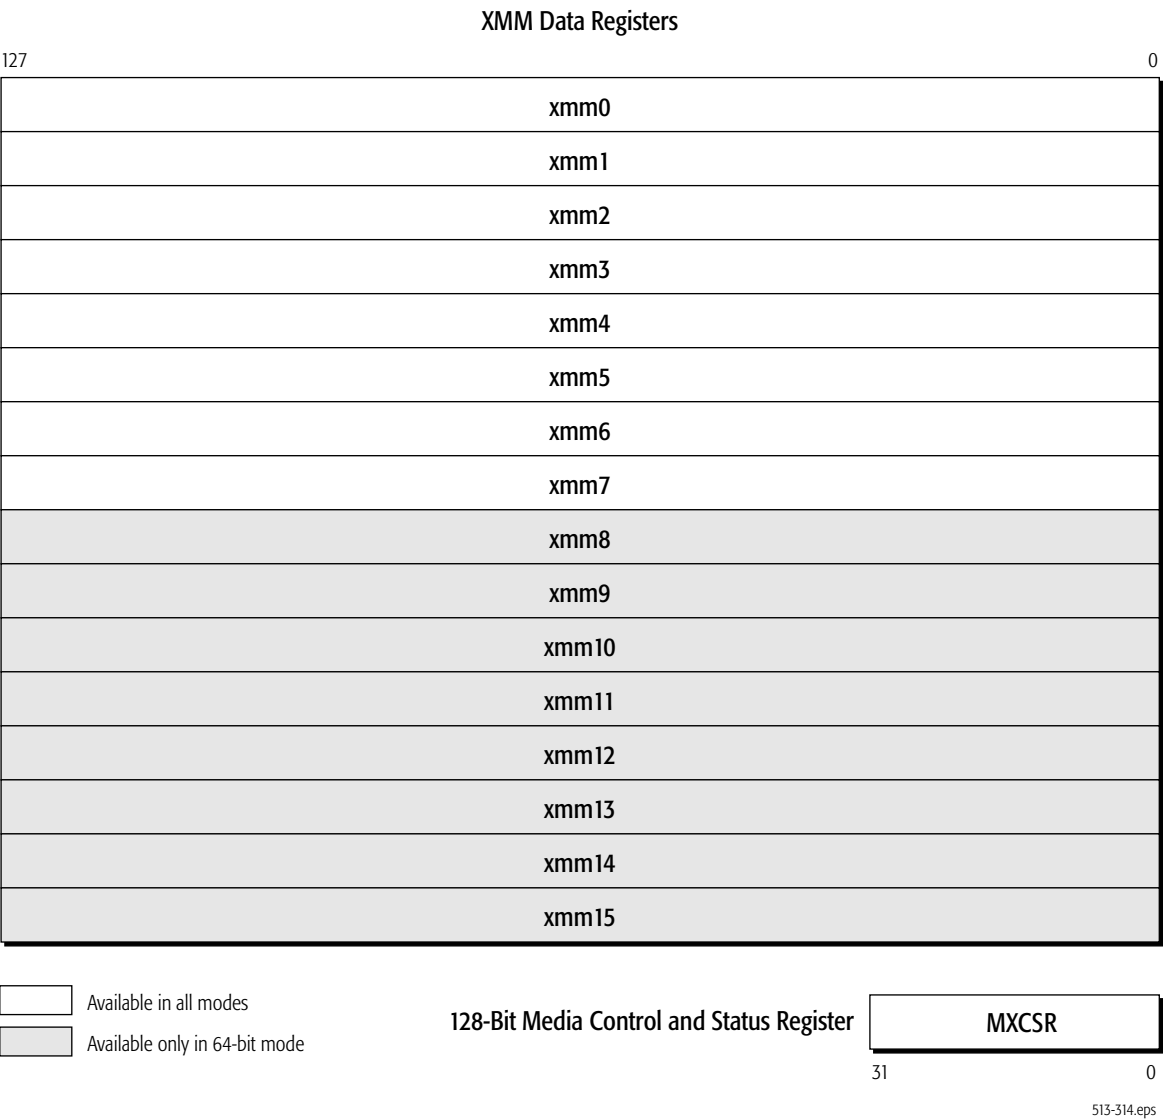 XMM Data Registers
127 0
xmm0
xmm1
xmm2
xmm3
xmm4
xmm5
xmm6
xmm7
xmm8
xmm9
xmm10
xmm11
xmm12
xmm13
xmm14
xmm15
Available in all modes
Available only in 64-bit mode
128-Bit Media Control and Status Register MXCSR
31 0
513-314.eps